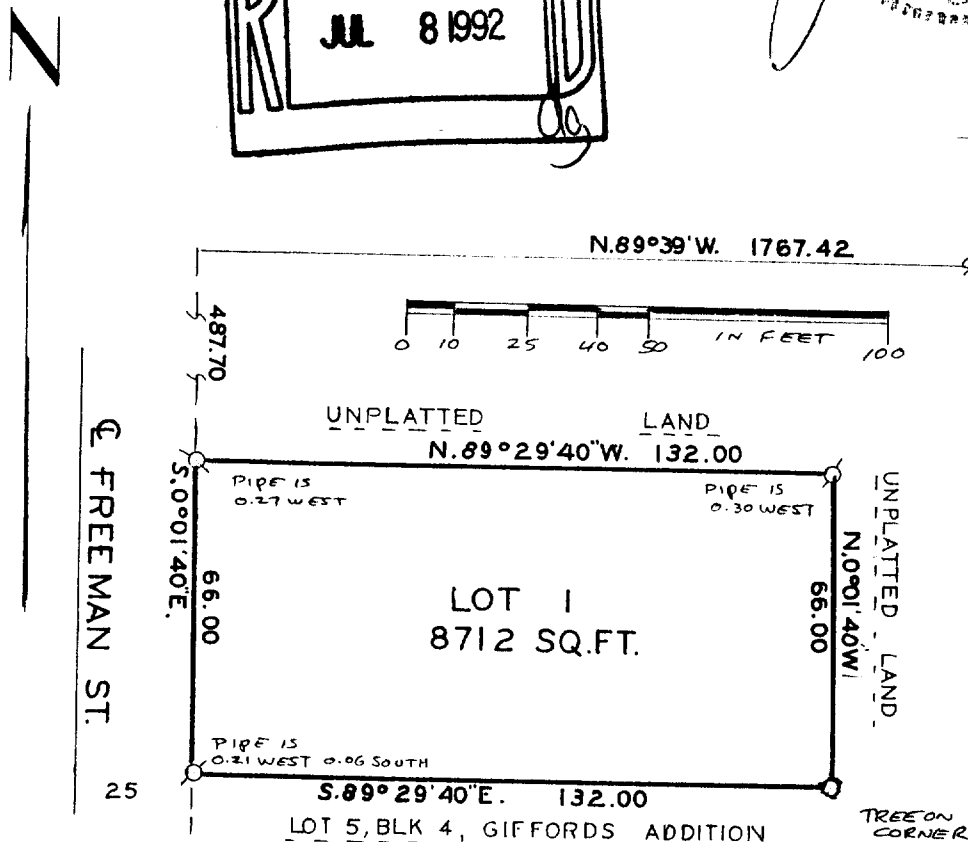 N
JUL 8 1992
N.89°39'W. 1767.42
487.70
0 10 25 40 50 IN FEET 100
UNPLATTED LAND
N.89°29'40"W. 132.00
PIPE IS
0.27 WEST
PIPE IS
0.30 WEST
℄ FREEMAN ST.
S.0°01'40"E.
66.00
LOT 1
8712 SQ.FT.
66.00
N.0°01'40"W
UNPLATTED LAND
PIPE IS
0.21 WEST 0.06 SOUTH
25
S.89°29'40"E. 132.00
LOT 5, BLK 4, GIFFORDS ADDITION
TREE ON
CORNER